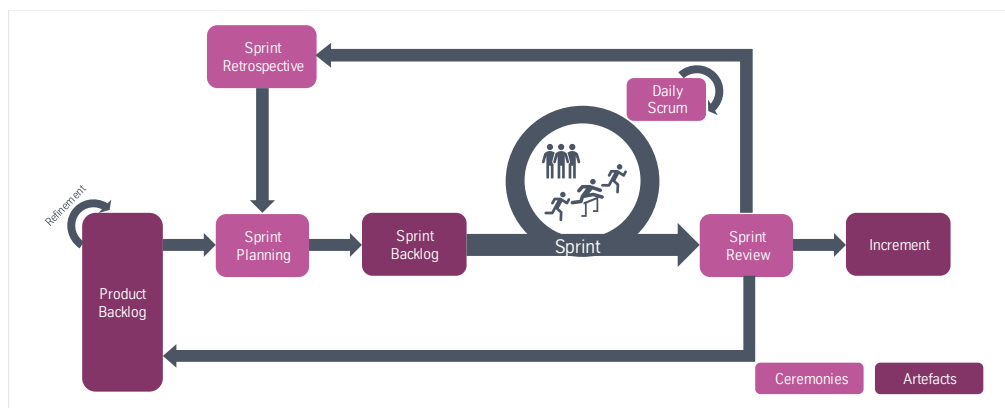 Sprint
Retrospective
Daily
Scrum
Refinement
Sprint
Planning
Sprint
Backlog
Sprint
Sprint
Review
Increment
Product
Backlog
Ceremonies
Artefacts